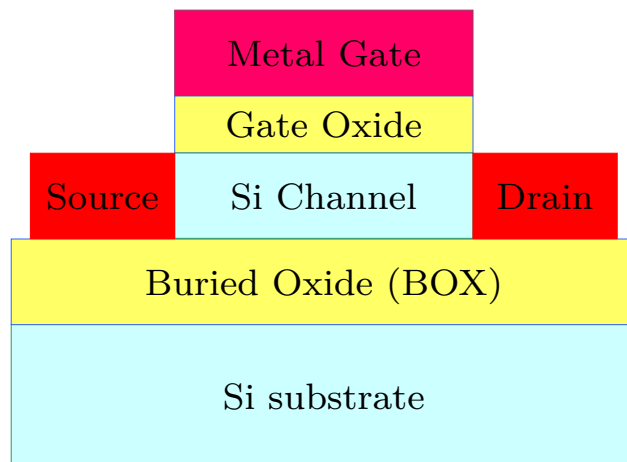 Metal Gate
Gate Oxide
Source Si Channel Drain
Buried Oxide (BOX)
Si substrate